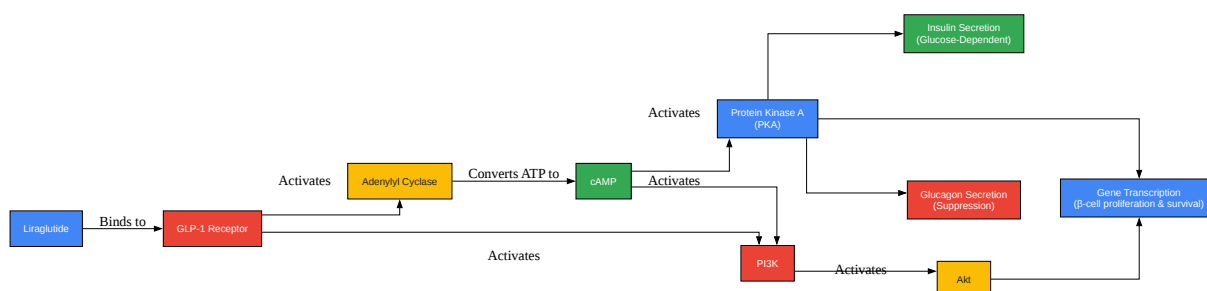 Insulin Secretion
(Glucose-Dependent)
Activates
Protein Kinase A
(PKA)
Activates
Adenylyl Cyclase
Converts ATP to
cAMP
Activates
Glucagon Secretion
(Suppression)
Gene Transcription
(β-cell proliferation & survival)
Liraglutide
Binds to
GLP-1 Receptor
Activates
PI3K
Activates
Akt